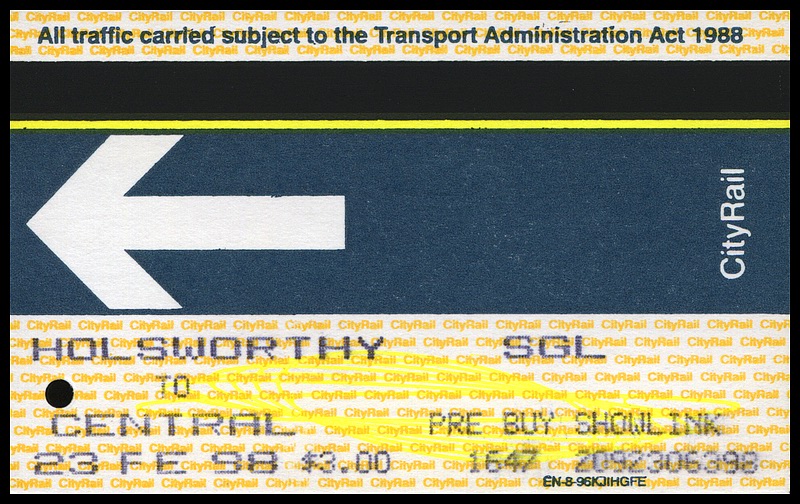 All traffic carried subject to the Transport Administration Act 1988
CityRail
HOLSWORTHY SGL
TO
CENTRAL PRE BUY SHOWLINK
23 FE 98 $3.00 1647 2092306398
EN-8-96KJIHGFE